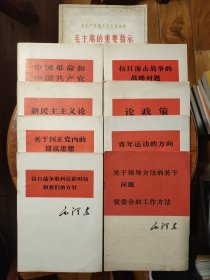 毛主席的重要指示
中国革命和
中国共产党
抗日游击战争的
战略问题
新民主主义论
论政策
关于纠正党内的
错误思想
青年运动的方向
抗日战争胜利后的时局
和我们的方针
关于领导方法的若干
问题
党委会的工作方法
毛泽东
毛泽东